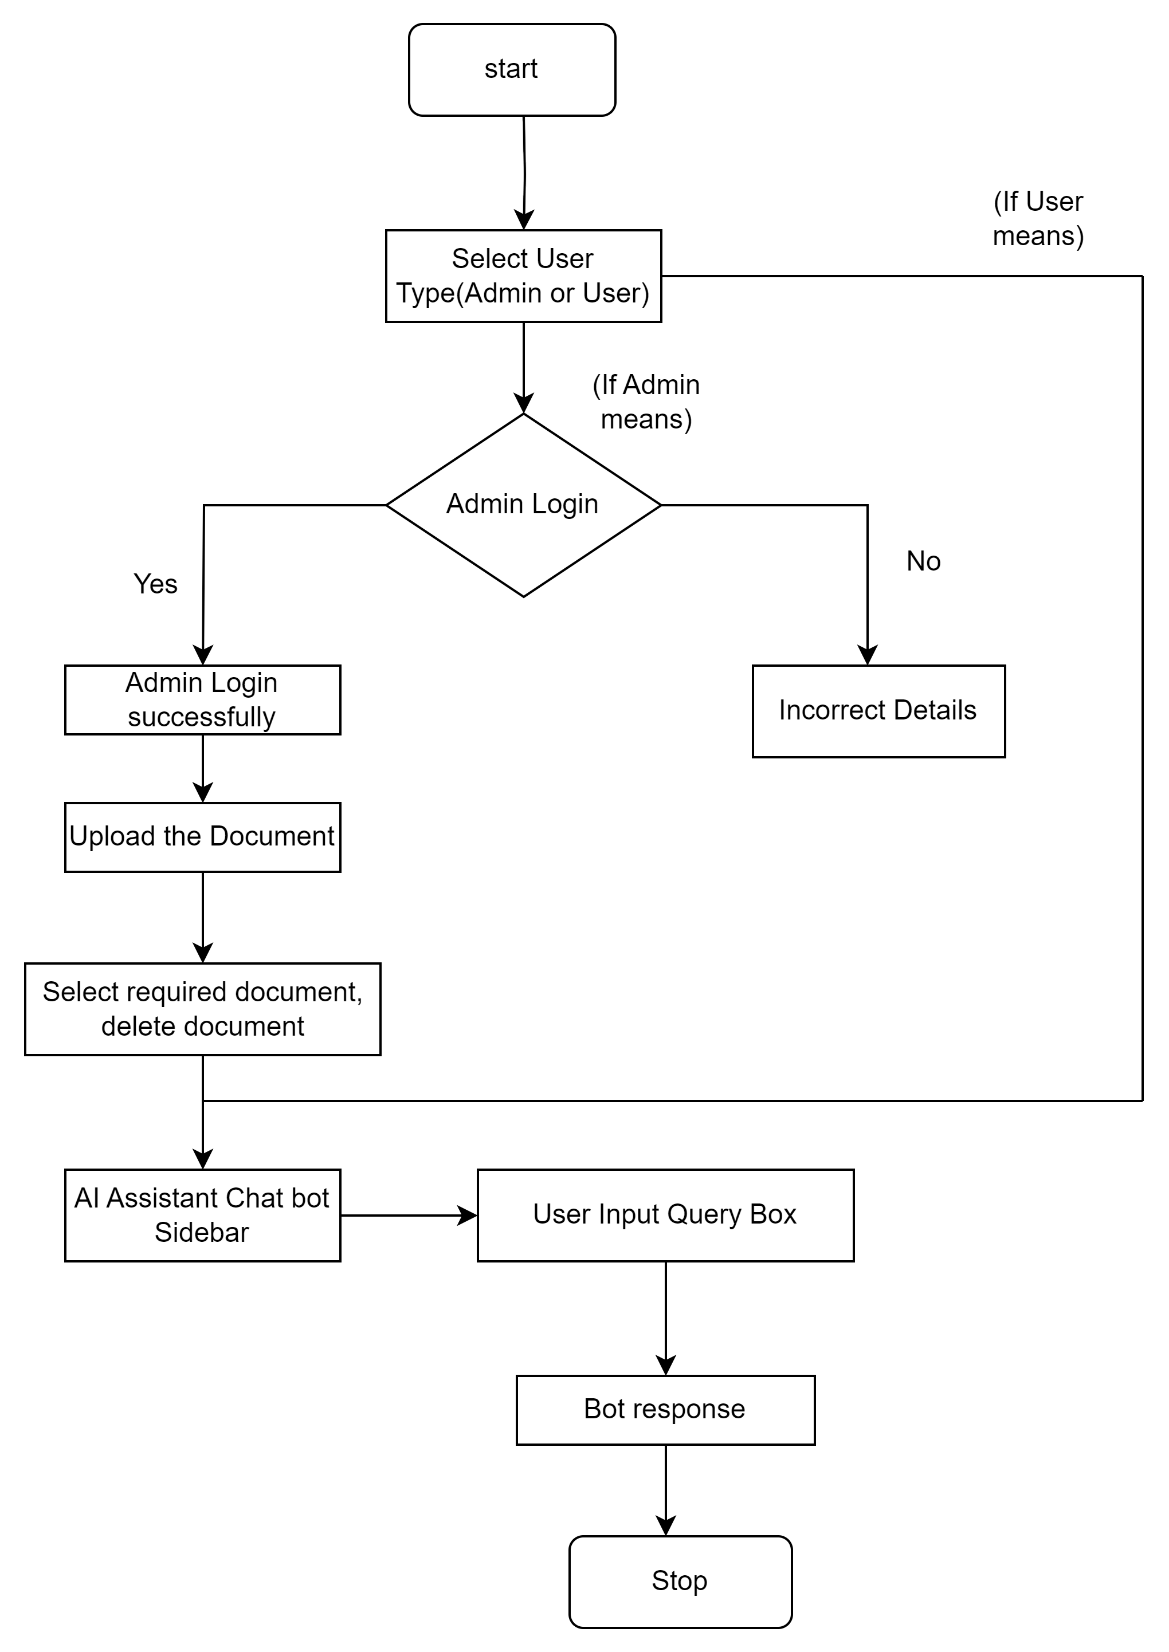 start
(If User
means)
Select User
Type(Admin or User)
(If Admin
means)
Admin Login
Yes
No
Admin Login
successfully
Incorrect Details
Upload the Document
Select required document,
delete document
AI Assistant Chat bot
Sidebar
User Input Query Box
Bot response
Stop